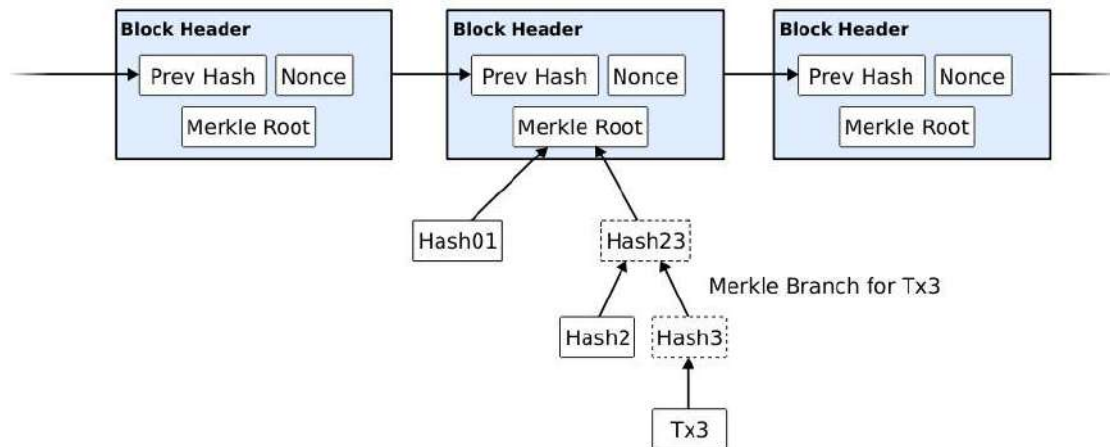 Block Header
Block Header
Block Header
Prev Hash
Nonce
Prev Hash
Nonce
Prev Hash
Nonce
Merkle Root
Merkle Root
Merkle Root
Hash01
Hash23
Merkle Branch for Tx3
Hash2
Hash3
Tx3